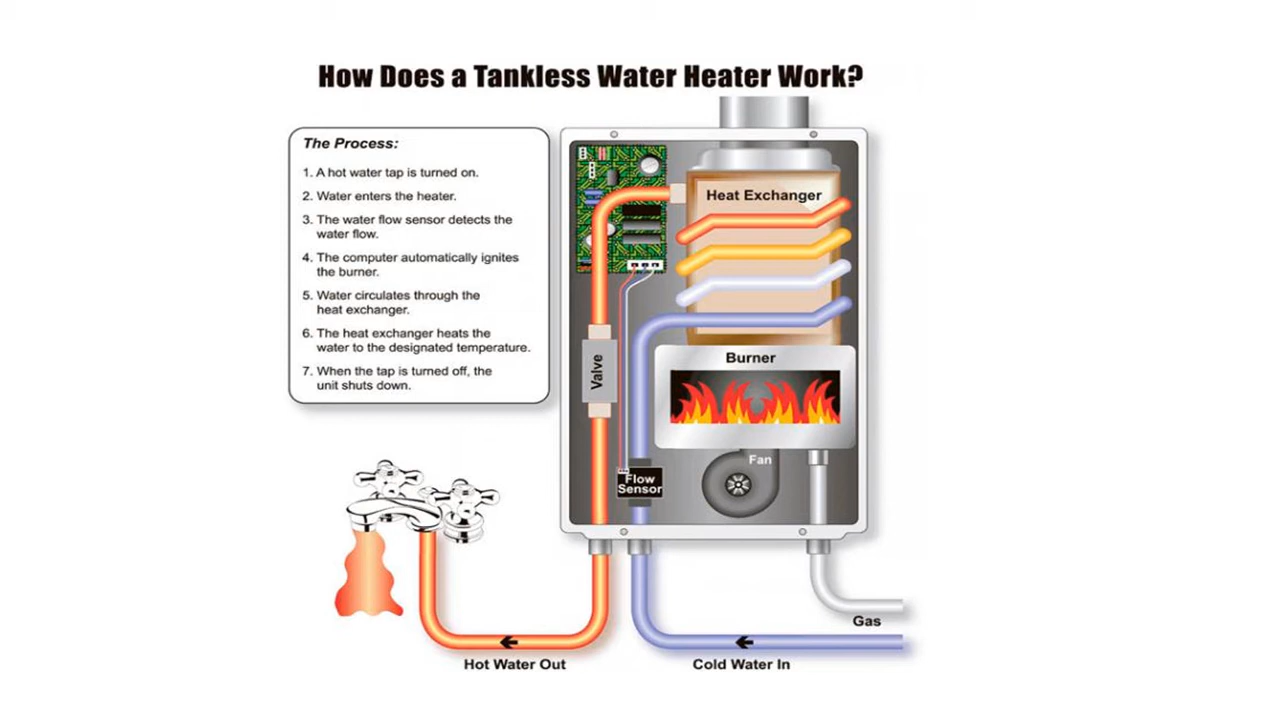 How Does a Tankless Water Heater Work?
The Process:
1. A hot water tap is turned on.
2. Water enters the heater.
3. The water flow sensor detects the
water flow.
4. The computer automatically ignites
the burner.
5. Water circulates through the
heat exchanger.
6. The heat exchanger heats the
water to the designated temperature.
7. When the tap is turned off, the
unit shuts down.
Heat Exchanger
Valve
Burner
Fan
Flow
Sensor
Gas
Hot Water Out
Cold Water In